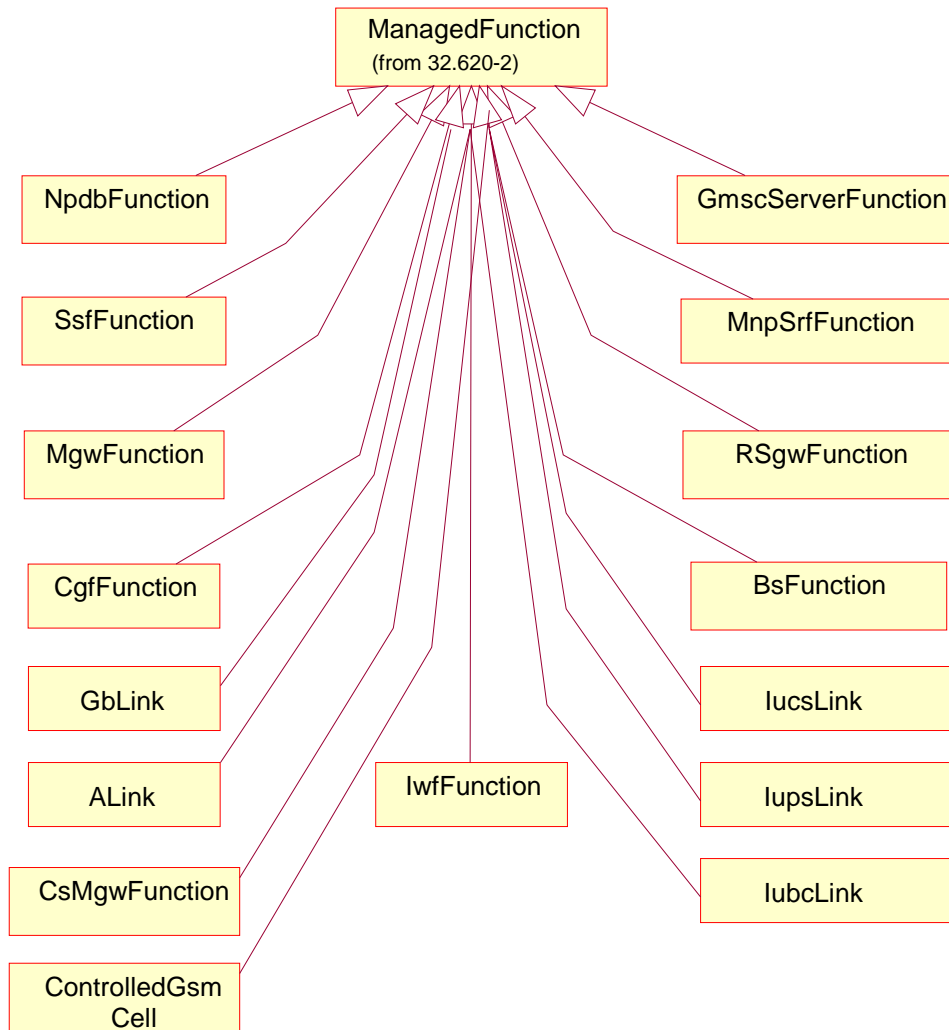 ManagedFunction
(from 32.620-2)
NpdbFunction
GmscServerFunction
SsfFunction
MnpSrfFunction
MgwFunction
RSgwFunction
CgfFunction
BsFunction
GbLink
IucsLink
ALink
IwfFunction
IupsLink
CsMgwFunction
IubcLink
ControlledGsm
Cell